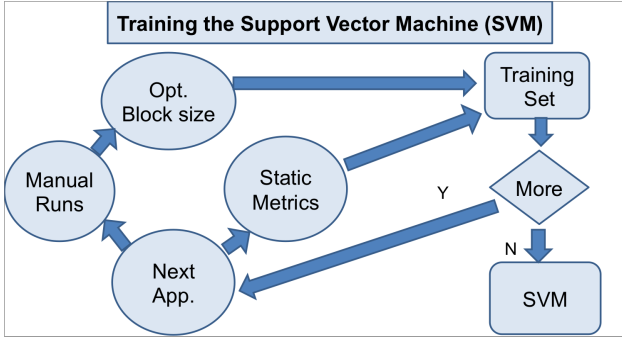 Training the Support Vector Machine (SVM)
Opt.
Block size
Training
Set
Manual
Runs
Static
Metrics
More
Y
Next
App.
N
SVM